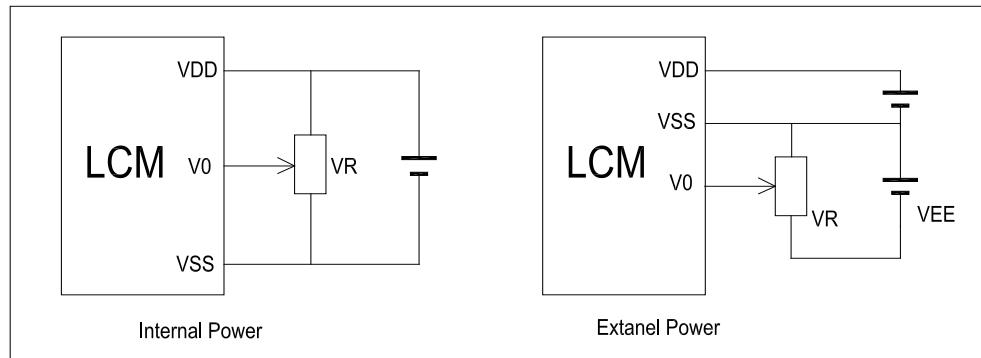 VDD
LCM
V0
VR
VSS
Internal Power
VDD
VSS
LCM
V0
VR
VEE
Extanel Power